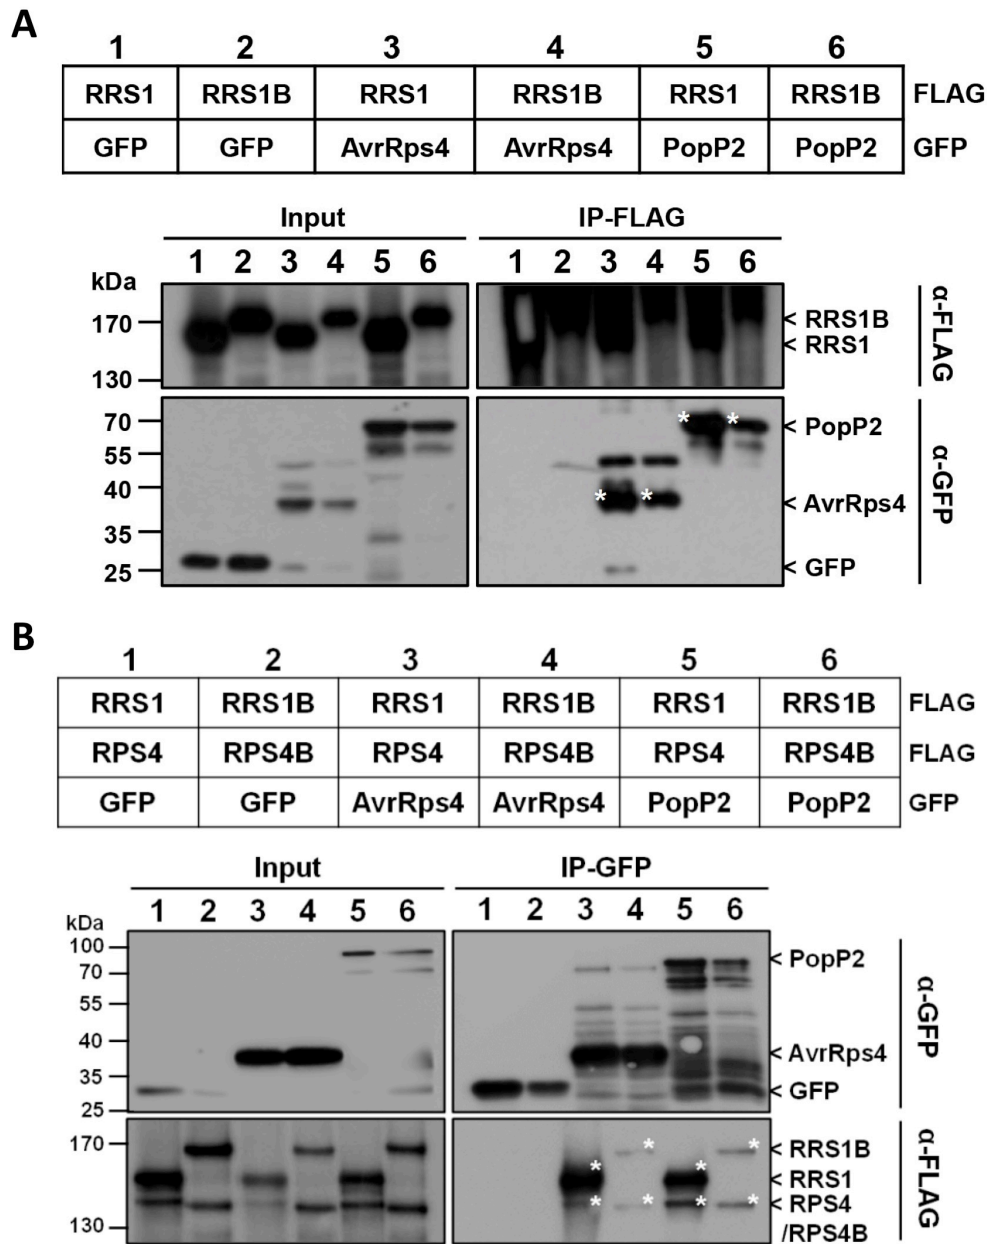 A
1 2 3 4 5 6
RRS1 RRS1B RRS1 RRS1B RRS1 RRS1B FLAG
GFP GFP AvrRps4 AvrRps4 PopP2 PopP2 GFP
Input IP-FLAG
kDa 1 2 3 4 5 6 1 2 3 4 5 6
170 < RRS1B
< RRS1
130
α-FLAG
70 * * < PopP2
55
40 * * < AvrRps4
35
25 < GFP
α-GFP
B
1 2 3 4 5 6
RRS1 RRS1B RRS1 RRS1B RRS1 RRS1B FLAG
RPS4 RPS4B RPS4 RPS4B RPS4 RPS4B FLAG
GFP GFP AvrRps4 AvrRps4 PopP2 PopP2 GFP
Input IP-GFP
kDa 1 2 3 4 5 6 1 2 3 4 5 6
100 < PopP2
70
55
40 < AvrRps4
35
25 < GFP
α-GFP
170 * * < RRS1B
* * < RRS1
* * * * < RPS4
130 /RPS4B
α-FLAG